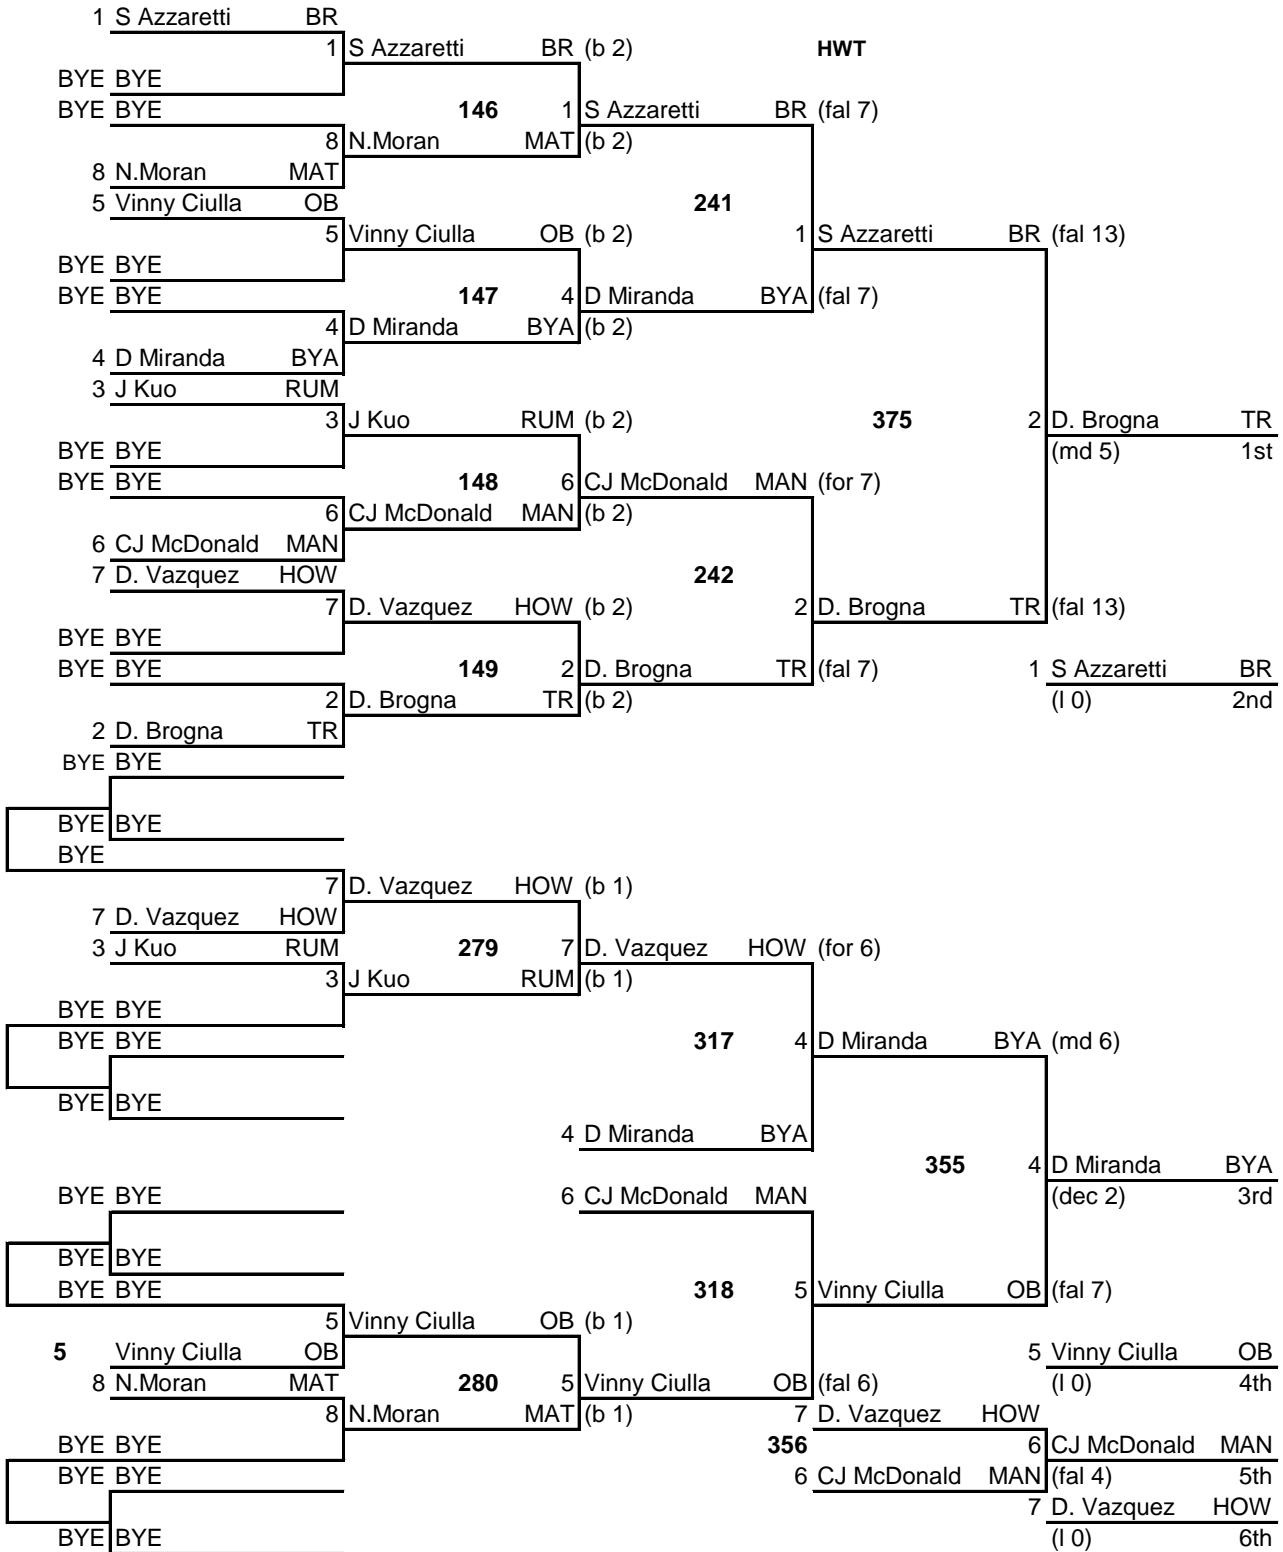 1 S Azzaretti BR
1 S Azzaretti BR (b 2) HWT
BYE BYE
BYE BYE 146 1 S Azzaretti BR (fal 7)
8 N.Moran MAT (b 2)
8 N.Moran MAT
5 Vinny Ciulla OB 241
5 Vinny Ciulla OB (b 2) 1 S Azzaretti BR (fal 13)
BYE BYE
BYE BYE 147 4 D Miranda BYA (fal 7)
4 D Miranda BYA (b 2)
4 D Miranda BYA
3 J Kuo RUM
3 J Kuo RUM (b 2) 375 2 D. Brogna TR
BYE BYE (md 5) 1st
BYE BYE 148 6 CJ McDonald MAN (for 7)
6 CJ McDonald MAN (b 2)
6 CJ McDonald MAN
7 D. Vazquez HOW 242
7 D. Vazquez HOW (b 2) 2 D. Brogna TR (fal 13)
BYE BYE
BYE BYE 149 2 D. Brogna TR (fal 7) 1 S Azzaretti BR
2 D. Brogna TR (b 2) (l 0) 2nd
2 D. Brogna TR
BYE BYE
BYE BYE
BYE
7 D. Vazquez HOW (b 1)
7 D. Vazquez HOW
3 J Kuo RUM 279 7 D. Vazquez HOW (for 6)
3 J Kuo RUM (b 1)
BYE BYE
BYE BYE 317 4 D Miranda BYA (md 6)
BYE BYE
4 D Miranda BYA
355 4 D Miranda BYA
BYE BYE 6 CJ McDonald MAN (dec 2) 3rd
BYE BYE
BYE BYE 318 5 Vinny Ciulla OB (fal 7)
5 Vinny Ciulla OB (b 1)
5 Vinny Ciulla OB 5 Vinny Ciulla OB
8 N.Moran MAT 280 5 Vinny Ciulla OB (fal 6) (l 0) 4th
8 N.Moran MAT (b 1) 7 D. Vazquez HOW
BYE BYE 356 6 CJ McDonald MAN
BYE BYE 6 CJ McDonald MAN (fal 4) 5th
7 D. Vazquez HOW
BYE BYE (l 0) 6th